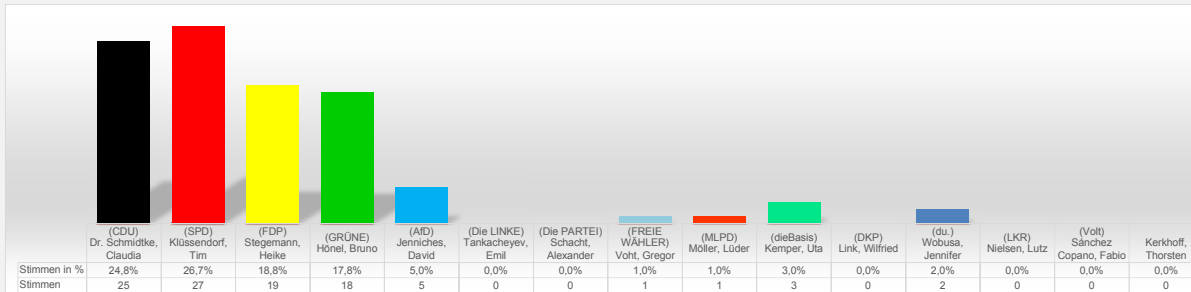 (CDU)
Dr. Schmidtke,
Claudia
(SPD)
Klüssendorf,
Tim
(FDP)
Stegemann,
Heike
(GRÜNE)
Hönel, Bruno
(AfD)
Jenniches,
David
(Die LINKE)
Tankacheyev,
Emil
(Die PARTEI)
Schacht,
Alexander
(FREIE
WÄHLER)
Voht, Gregor
(MLPD)
Möller, Lüder
(dieBasis)
Kemper, Uta
(DKP)
Link, Wilfried
(du.)
Wobusa,
Jennifer
(LKR)
Nielsen, Lutz
(Volt)
Sánchez
Copano, Fabio
Kerkhoff,
Thorsten
Stimmen in % 24,8% 26,7% 18,8% 17,8% 5,0% 0,0% 0,0% 1,0% 1,0% 3,0% 0,0% 2,0% 0,0% 0,0% 0,0%
Stimmen 25 27 19 18 5 0 0 1 1 3 0 2 0 0 0